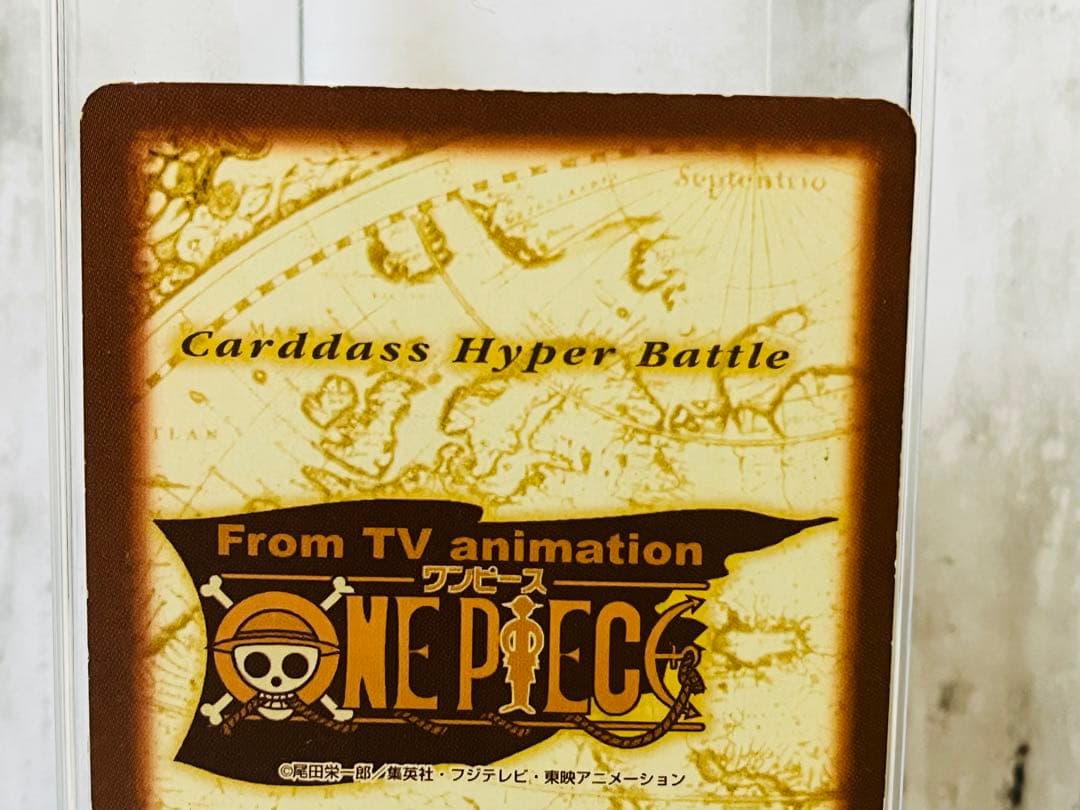 Septentrio
Carddass Hyper Battle
From TV animation
ワンピース
ONE PIECE
©尾田栄一郎／集英社・フジテレビ・東映アニメーション